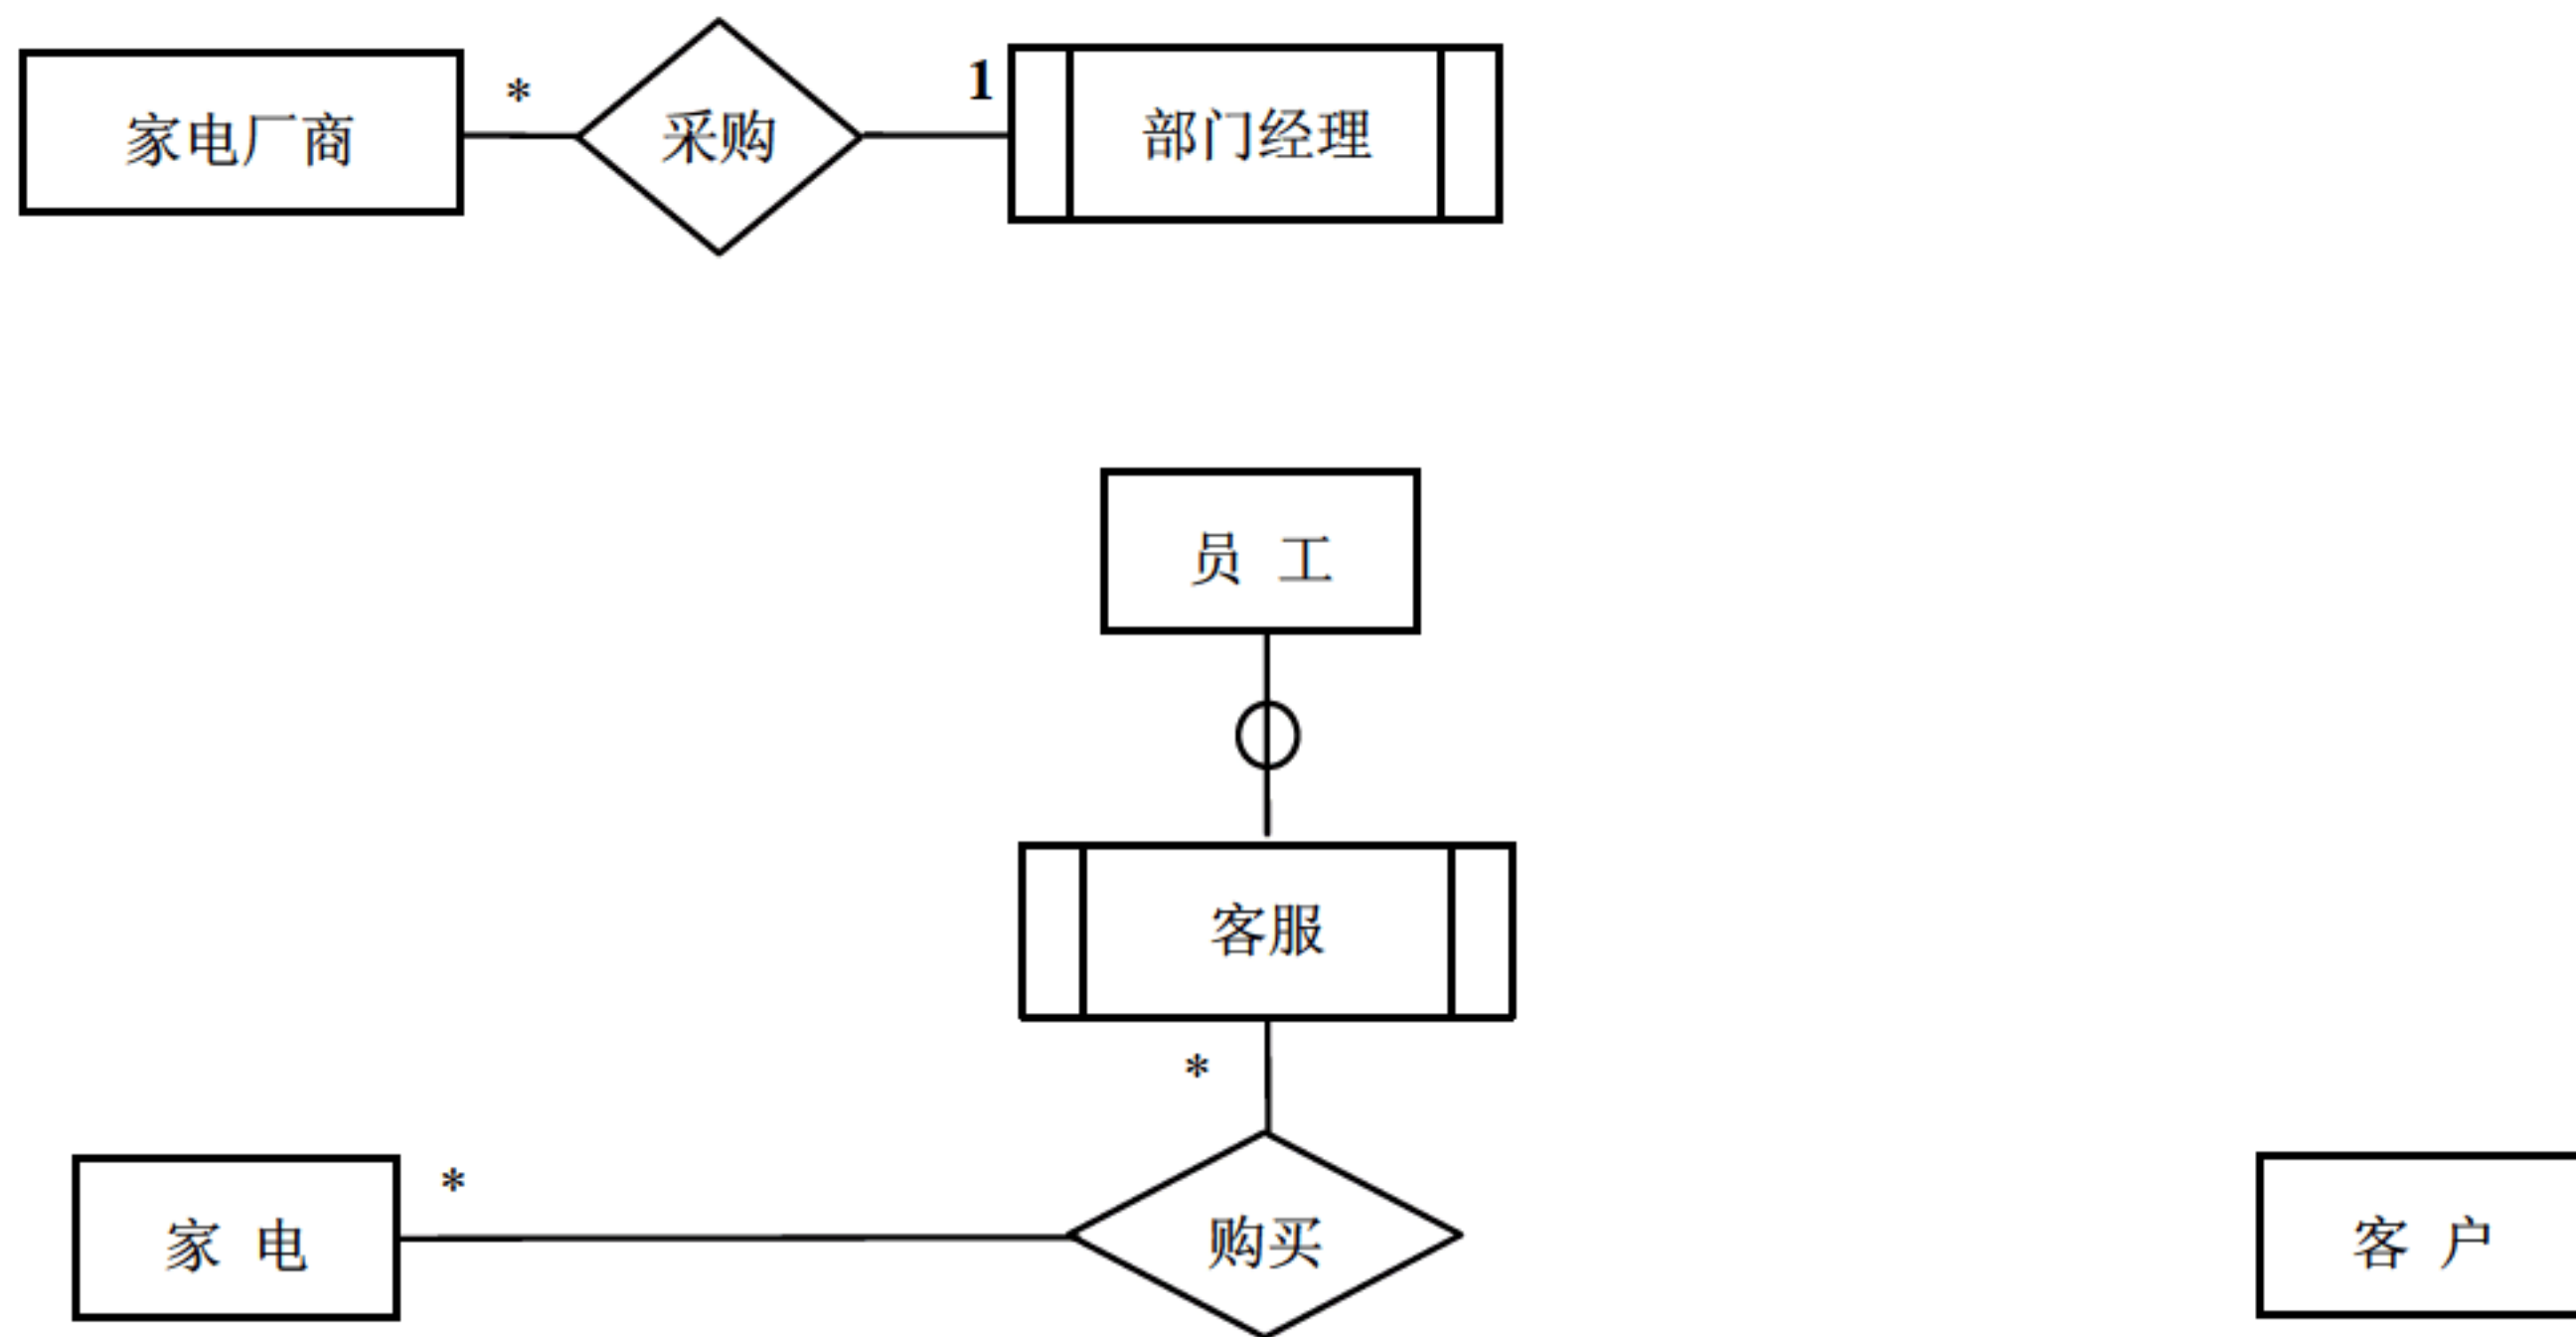 家电厂商 * 采购 1 部门经理
员 工
客服
*
家 电 * 购买 客 户